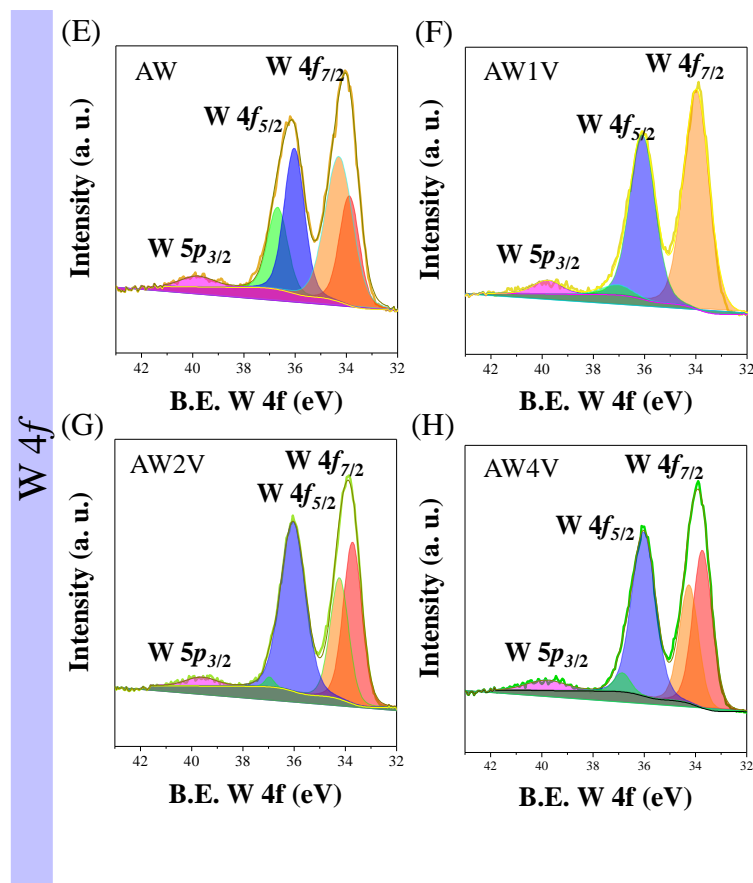 W 4f
(E)
AW
W 4f7/2
W 4f5/2
W 5p3/2
Intensity (a. u.)
42 40 38 36 34 32
B.E. W 4f (eV)
(F)
AW1V
W 4f7/2
W 4f5/2
W 5p3/2
Intensity (a. u.)
42 40 38 36 34 32
B.E. W 4f (eV)
(G)
AW2V
W 4f7/2
W 4f5/2
W 5p3/2
Intensity (a. u.)
42 40 38 36 34 32
B.E. W 4f (eV)
(H)
AW4V
W 4f7/2
W 4f5/2
W 5p3/2
Intensity (a. u.)
42 40 38 36 34 32
B.E. W 4f (eV)